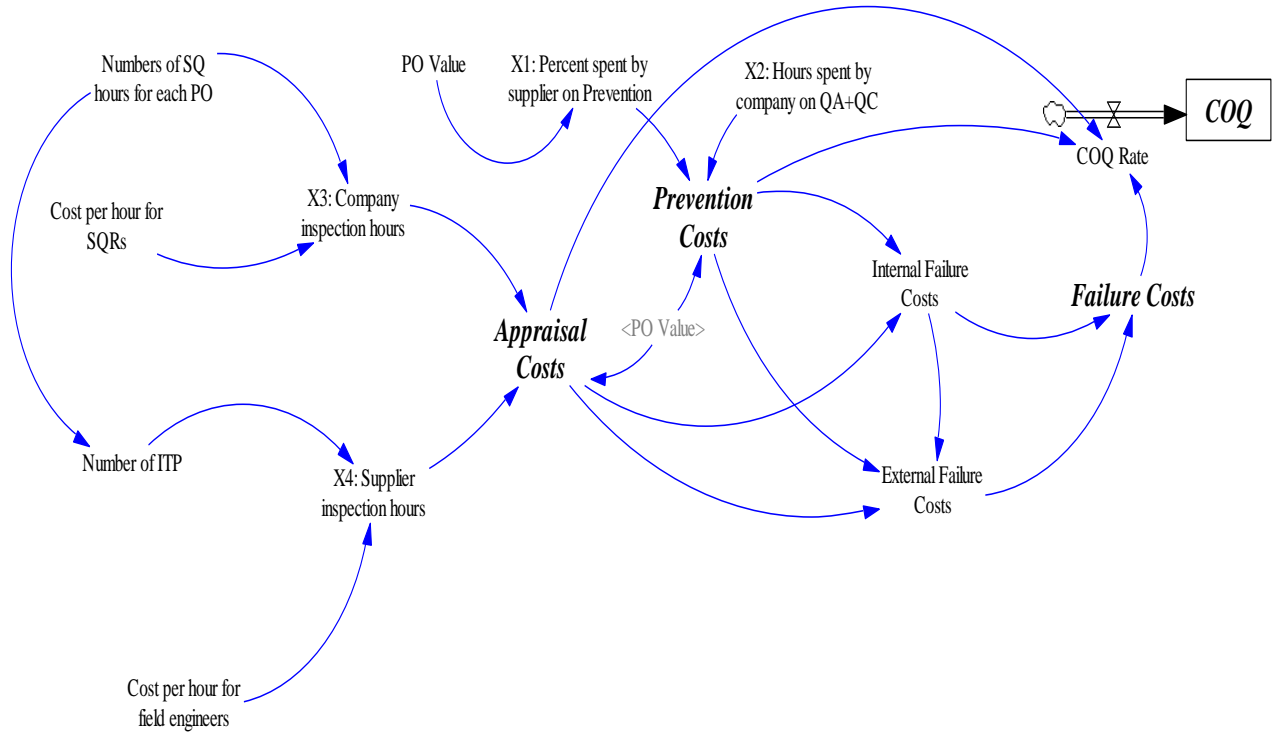 Numbers of SQ
hours for each PO
PO Value
X1: Percent spent by
supplier on Prevention
X2: Hours spent by
company on QA+QC
COQ
COQ Rate
Cost per hour for
SQRs
X3: Company
inspection hours
Prevention
Costs
Internal Failure
Costs
Failure Costs
Appraisal
Costs
<PO Value>
Number of ITP
X4: Supplier
inspection hours
External Failure
Costs
Cost per hour for
field engineers